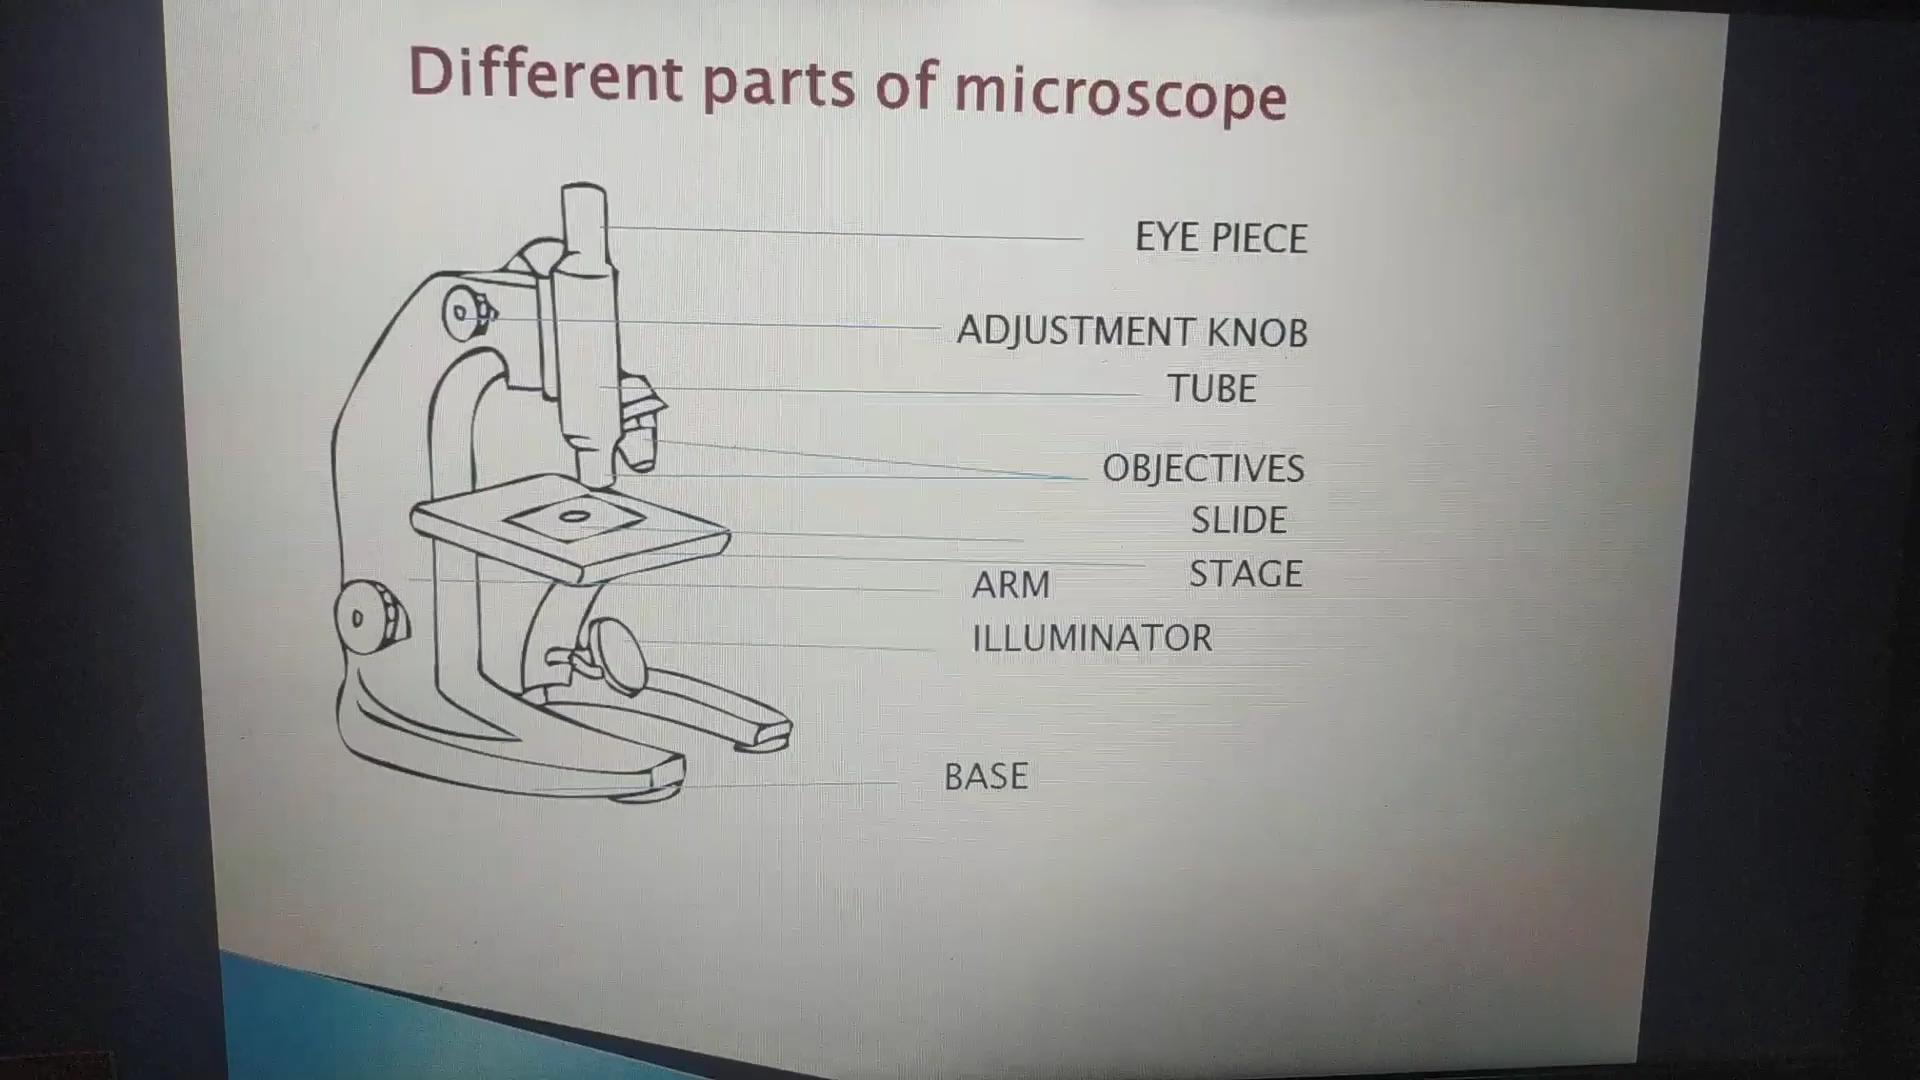 Different parts of microscope
EYE PIECE
ADJUSTMENT KNOB
TUBE
OBJECTIVES
SLIDE
STAGE
ARM
ILLUMINATOR
BASE